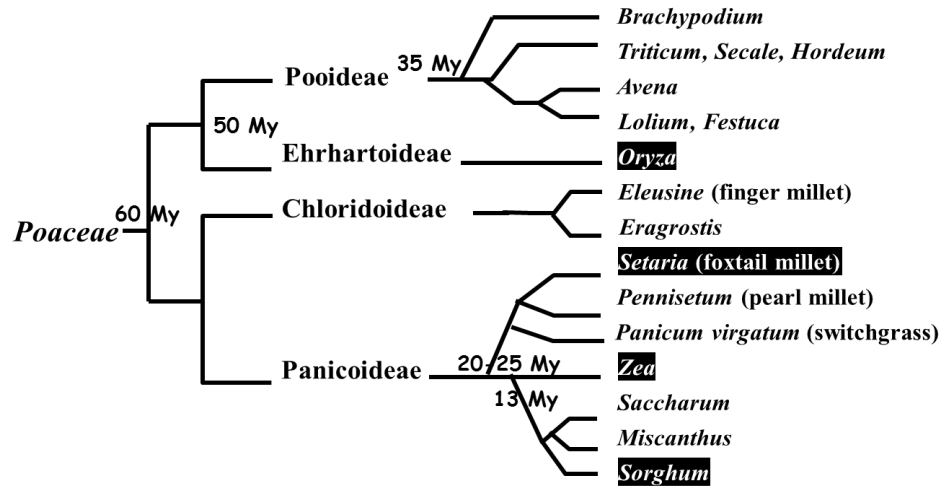 Brachypodium
35 My
Triticum, Secale, Hordeum
Pooideae
Avena
50 My
Lolium, Festuca
Ehrhartoideae
Oryza
Eleusine (finger millet)
Chloridoideae
60 My
Poaceae
Eragrostis
Setaria (foxtail millet)
Pennisetum (pearl millet)
Panicum virgatum (switchgrass)
Panicoideae
20-25 My
Zea
13 My
Saccharum
Miscanthus
Sorghum